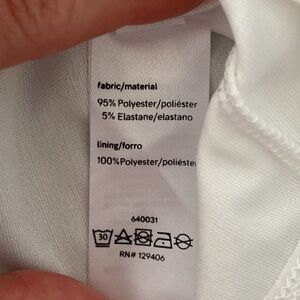 fabric/material
95% Polyester/poliéster
5% Elastane/elastano
lining/forro
100%Polyester/poliéster
640031
30
RN# 129406